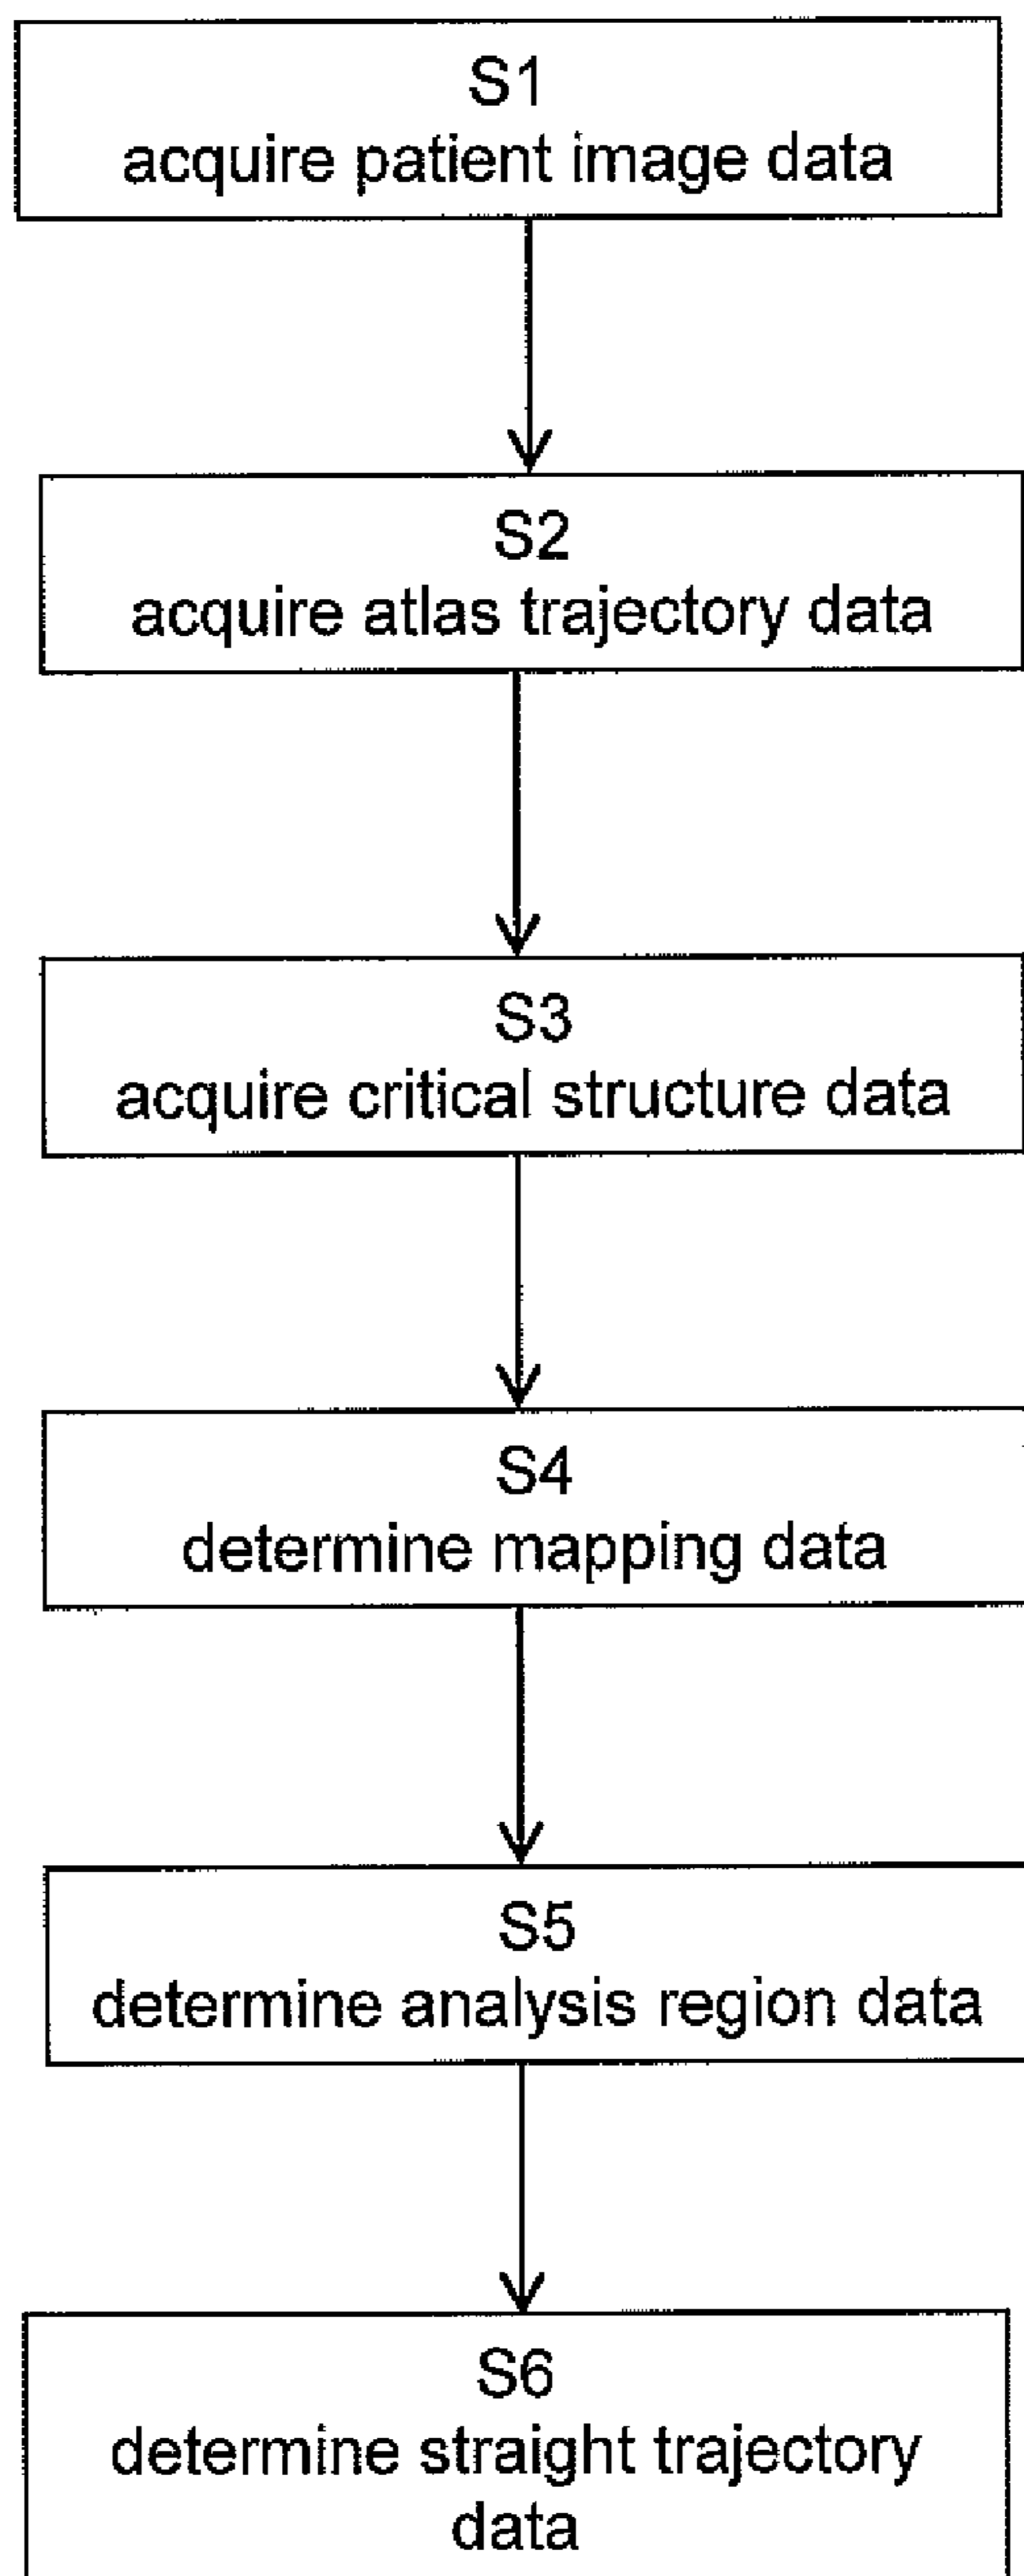 S1
acquire patient image data
S2
acquire atlas trajectory data
S3
acquire critical structure data
S4
determine mapping data
S5
determine analysis region data
S6
determine straight trajectory
data